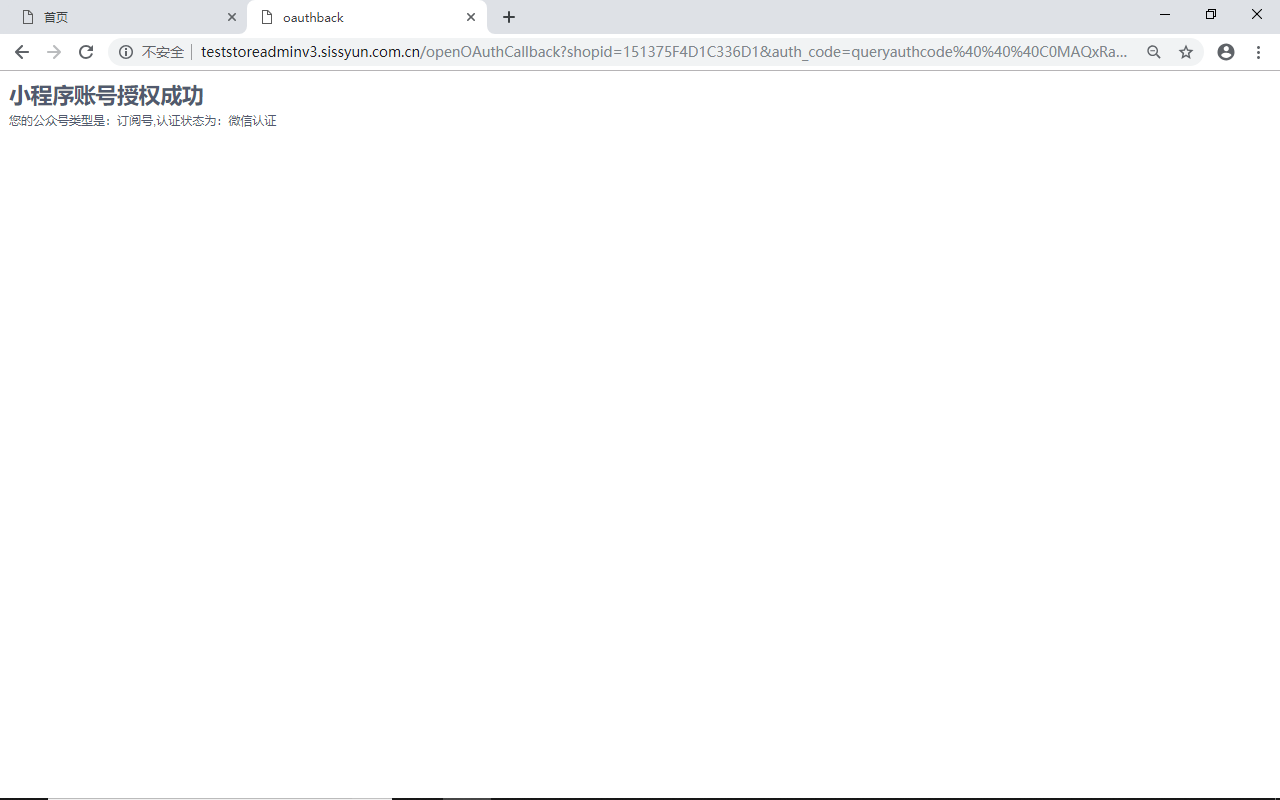 首页
oauthback
不安全
teststoreadminv3.sissyun.com.cn/openOAuthCallback?shopid=151375F4D1C336D1&auth_code=queryauthcode%40%40%40C0MAQxRa...
小程序账号授权成功
您的公众号类型是：订阅号,认证状态为：微信认证